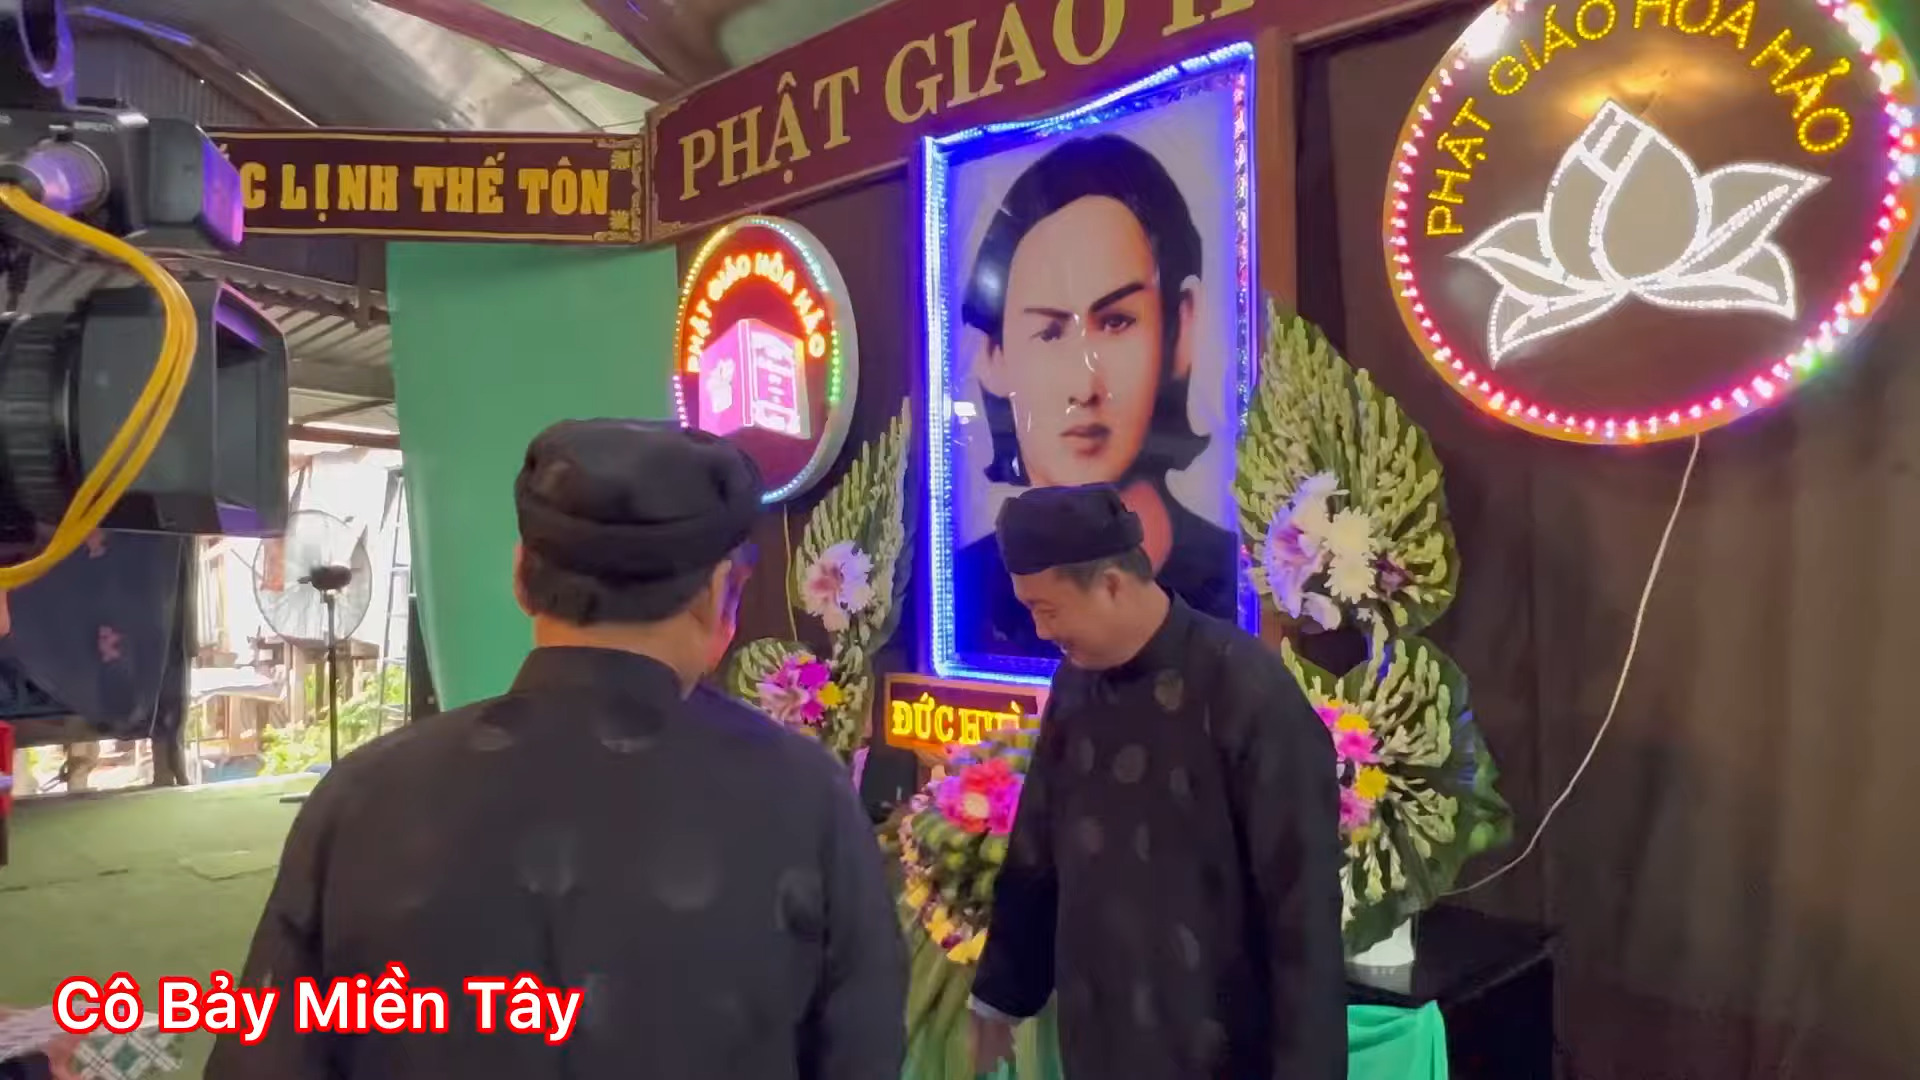 PHẬT GIÁO H
C LỊNH THẾ TÔN
PHẬT GIÁO HÒA HẢO
PHẬT GIÁO HÒA HẢO
ĐỨC HUỲ
Cô Bảy Miền Tây